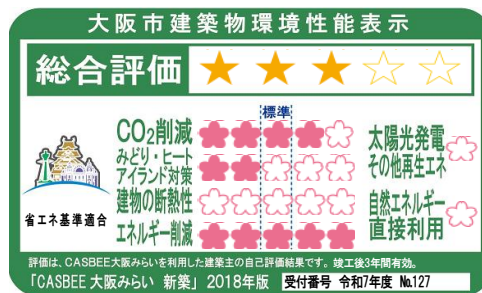 大阪市建築物環境性能表示
総合評価
標準
CO₂削減
みどり・ヒート
アイランド対策
建物の断熱性
エネルギー削減
太陽光発電
その他再生エネ
自然エネルギー
直接利用
省エネ基準適合
評価は、CASBEE大阪みらいを利用した建築主の自己評価結果です。竣工後3年間有効。
「CASBEE大阪みらい 新築」2018年版 受付番号 令和7年度 №127